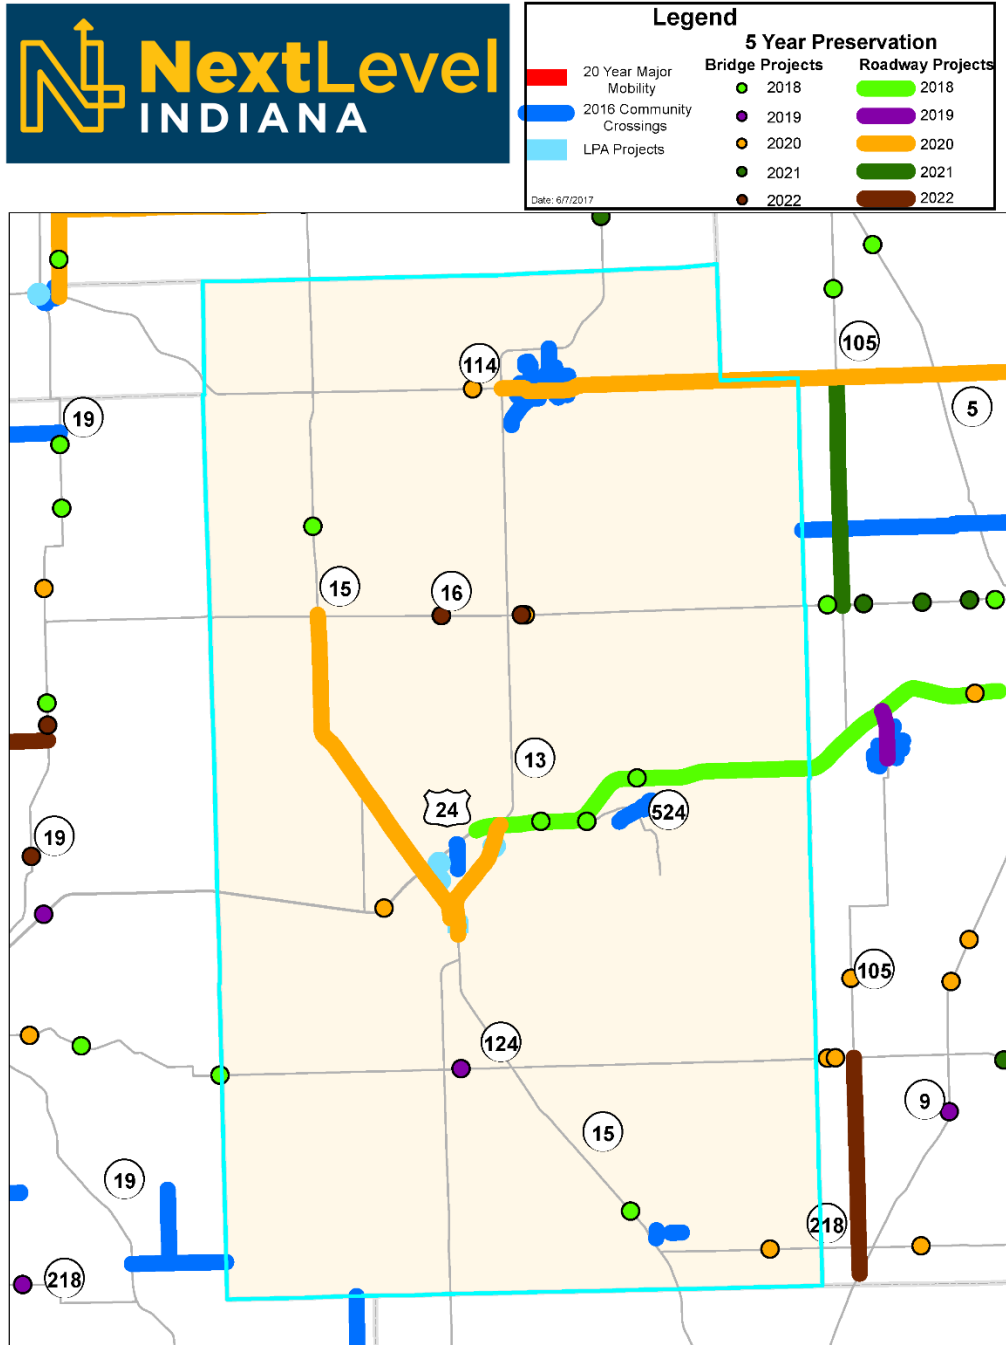 NextLevel
INDIANA
Legend
5 Year Preservation
Bridge Projects
Roadway Projects
20 Year Major
Mobility
2016 Community
Crossings
LPA Projects
2018
2019
2020
2021
2022
2018
2019
2020
2021
2022
Date: 6/7/2017
105
114
5
19
15
16
13
24
524
19
105
124
9
15
19
218
218